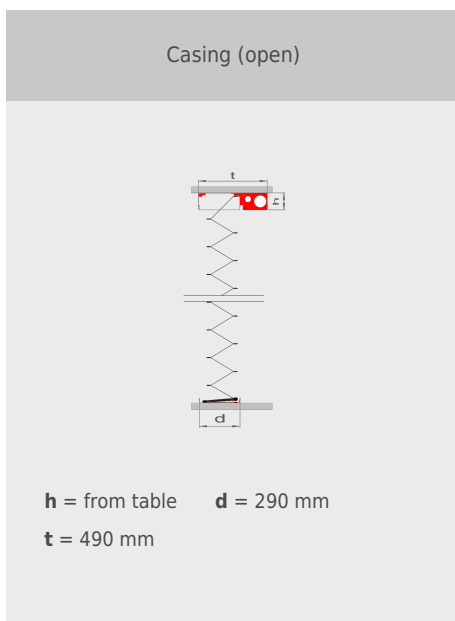 Casing (open)
t
h
d
h = from table d = 290 mm
t = 490 mm